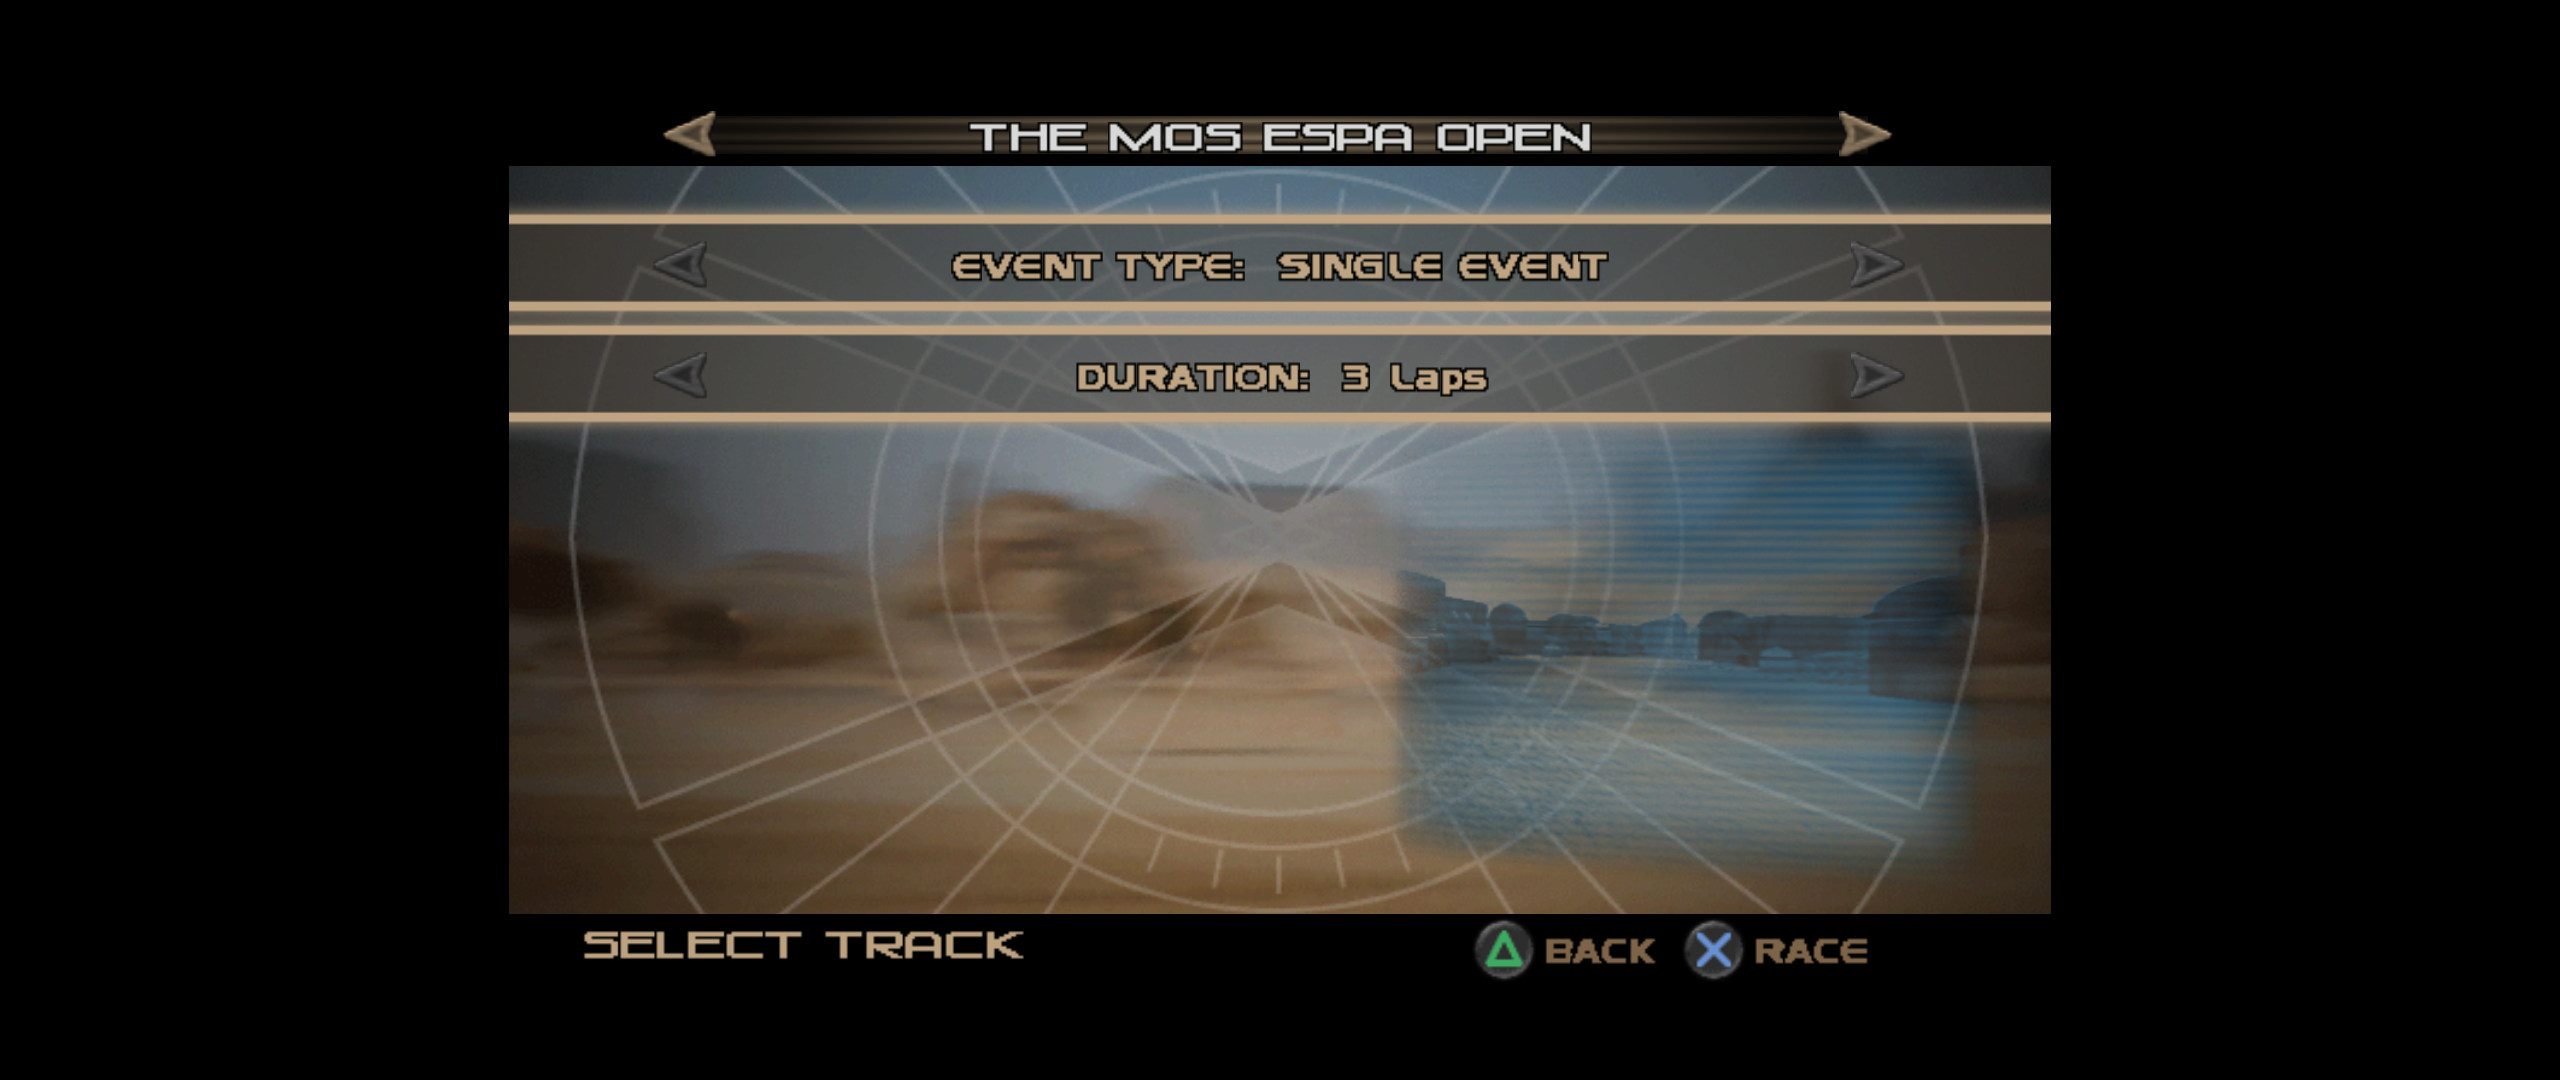 THE MOS ESPA OPEN
EVENT TYPE: SINGLE EVENT
DURATION: 3 Laps
SELECT TRACK
BACK RACE